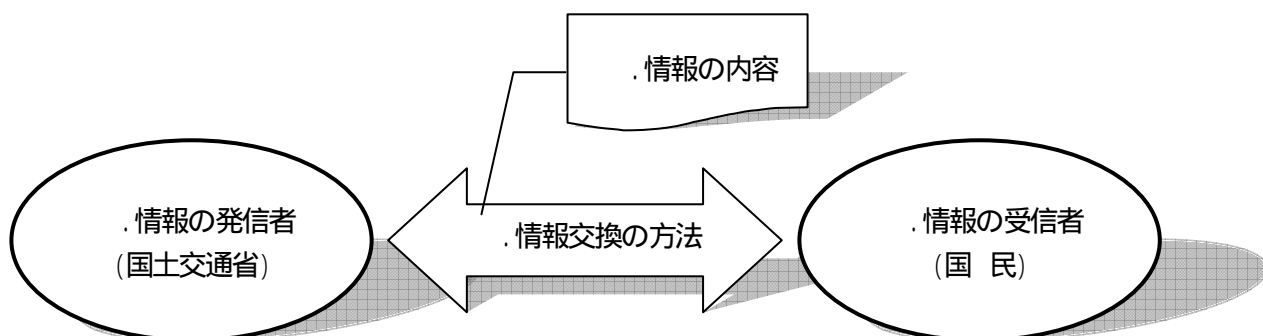 .情報の内容
.情報の発信者
(国土交通省)
.情報交換の方法
.情報の受信者
(国 民)